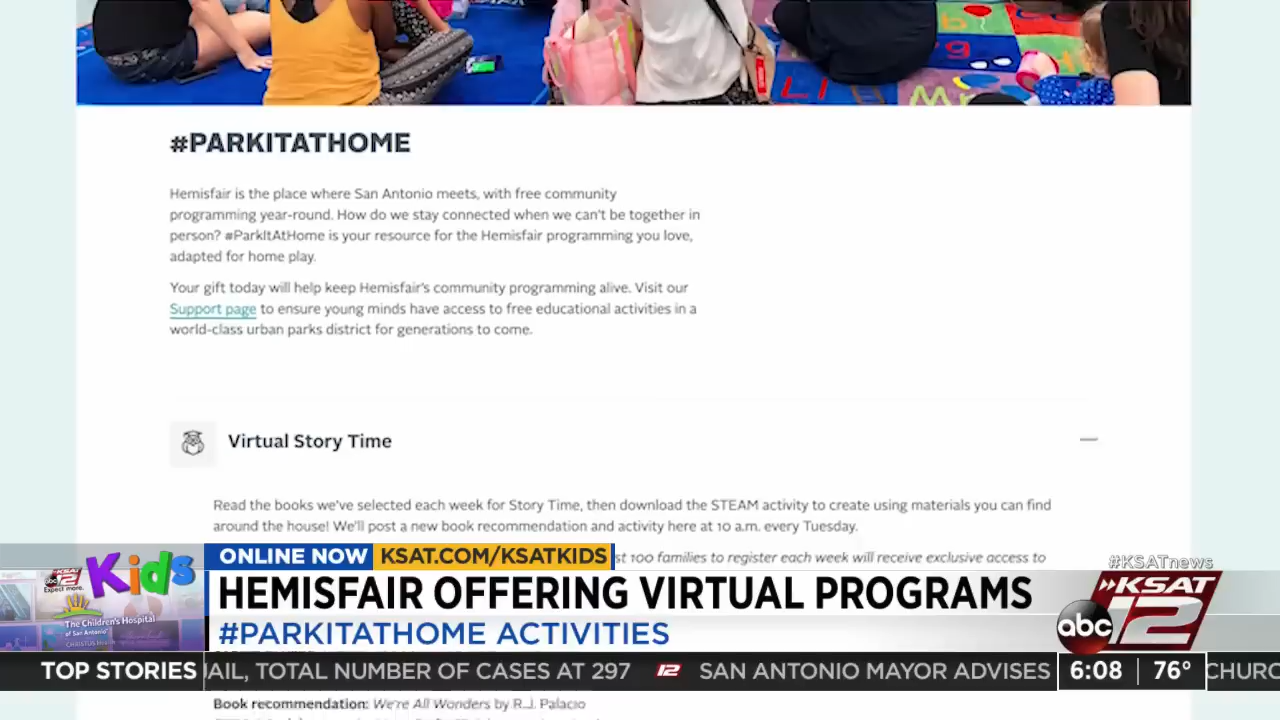 #PARKITATHOME
Hemisfair is the place where San Antonio meets, with free community
programming year-round. How do we stay connected when we can't be together in
person? #ParkItAtHome is your resource for the Hemisfair programming you love,
adapted for home play.
Your gift today will help keep Hemisfair's community programming alive. Visit our
Support page to ensure young minds have access to free educational activities in a
world-class urban parks district for generations to come.
Virtual Story Time
Read the books we've selected each week for Story Time, then download the STEAM activity to create using materials you can find
around the house! We'll post a new book recommendation and activity here at 10 a.m. every Tuesday.
100 families to register each week will receive exclusive access to
#KSATnews
ONLINE NOW KSAT.COM/KSATKIDS
Kids
Expect more.
The Children's Hospital
of San Antonio
HEMISFAIR OFFERING VIRTUAL PROGRAMS
#PARKITATHOME ACTIVITIES
abc KSAT 12
TOP STORIES JAIL, TOTAL NUMBER OF CASES AT 297 12 SAN ANTONIO MAYOR ADVISES 6:08 76° CHURC
Book recommendation: We're All Wonders by R.J. Palacio